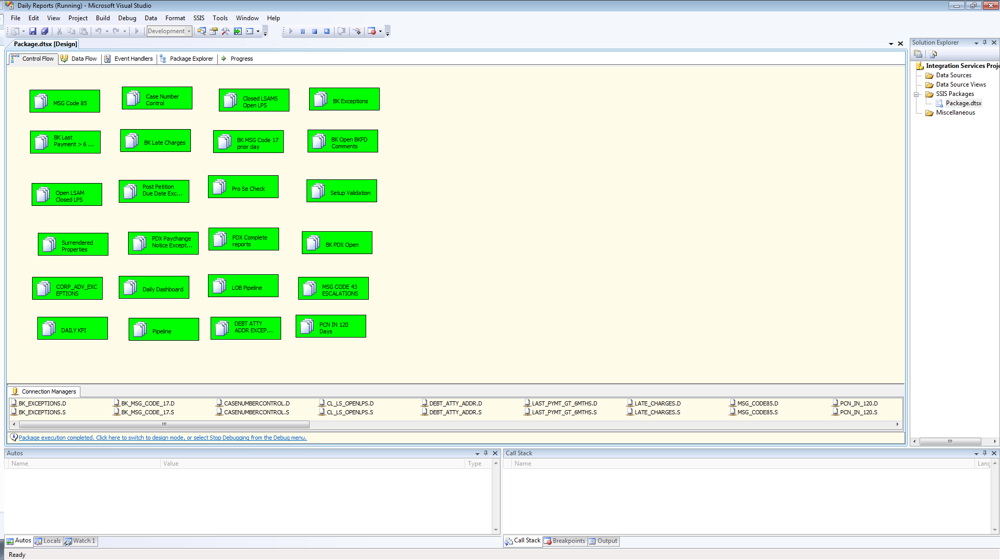 Daily Reports (Running) - Microsoft Visual Studio
File Edit View Project Build Debug Data Format SSIS Tools Window Help
Development
Package.dtsx [Design]
Control Flow Data Flow Event Handlers Package Explorer Progress
MSG Code 85
Case Number
Control
Closed LSAMS
Open LPS
BK Exceptions
BK Last
Payment > 6 ...
BK Late Charges
BK MSG Code 17
prior day
BK Open BKFD
Comments
Open LSAM
Closed LPS
Post Petition
Due Date Exc...
Pro Se Check
Setup Validation
Surrendered
Properties
PDX Paychange
Notice Except...
PDX Complete
reports
BK PDX Open
CORP_ADV_EXC
EPTIONS
Daily Dashboard
LOB Pipeline
MSG CODE 43
ESCALATIONS
DAILY KPI
Pipeline
DEBT ATTY
ADDR EXCEP...
PCN IN 120
Days
Connection Managers
BK_EXCEPTIONS.D BK_MSG_CODE_17.D CASENUMBERCONTROL.D CL_LS_OPENLPS.D DEBT_ATTY_ADDR.D LAST_PYMT_GT_6MTHS.D LATE_CHARGES.D MSG_CODE85.D PCN_IN_120.D
BK_EXCEPTIONS.S BK_MSG_CODE_17.S CASENUMBERCONTROL.S CL_LS_OPENLPS.S DEBT_ATTY_ADDR.S LAST_PYMT_GT_6MTHS.S LATE_CHARGES.S MSG_CODE85.S PCN_IN_120.S
Package execution completed. Click here to switch to design mode, or select Stop Debugging from the Debug menu.
Solution Explorer
Integration Services Proje
Data Sources
Data Source Views
SSIS Packages
Package.dtsx
Miscellaneous
Autos
Name Value Type
Autos Locals Watch 1
Call Stack
Name Lang
Call Stack Breakpoints Output
Ready